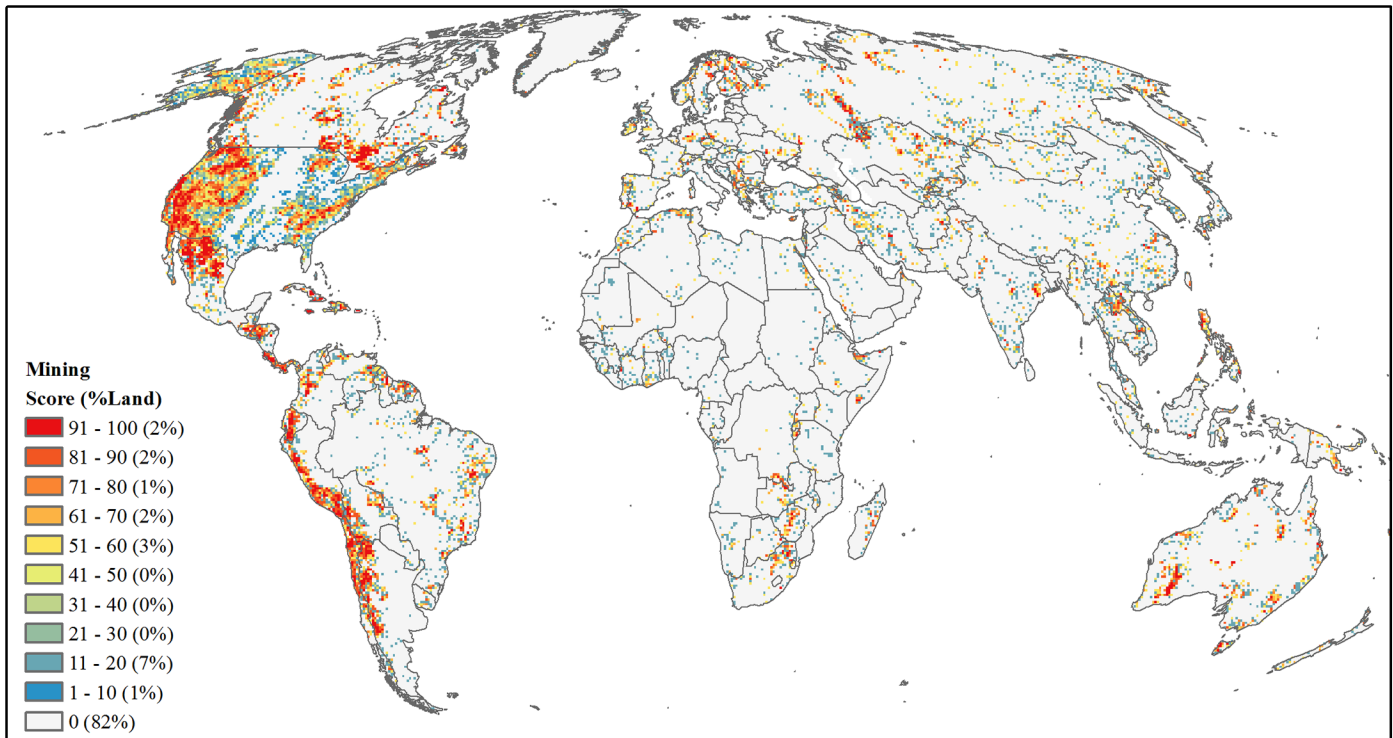 Mining
Score (%Land)
91 - 100 (2%)
81 - 90 (2%)
71 - 80 (1%)
61 - 70 (2%)
51 - 60 (3%)
41 - 50 (0%)
31 - 40 (0%)
21 - 30 (0%)
11 - 20 (7%)
1 - 10 (1%)
0 (82%)